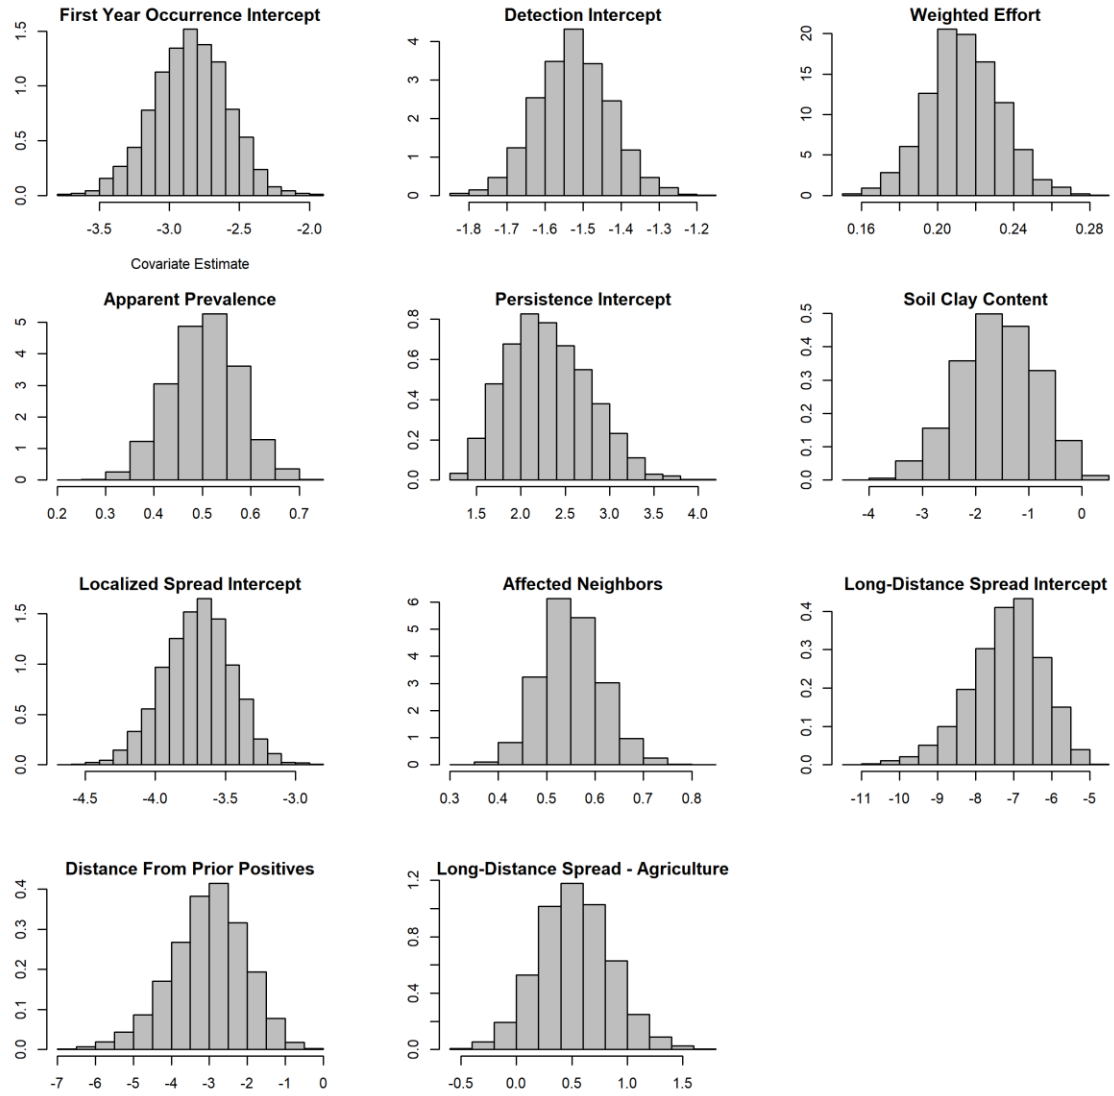 First Year Occurrence Intercept
0.0 0.5 1.0 1.5
-3.5 -3.0 -2.5 -2.0
Covariate Estimate
Detection Intercept
0 1 2 3 4
-1.8 -1.7 -1.6 -1.5 -1.4 -1.3 -1.2
Weighted Effort
0 5 10 15 20
0.16 0.20 0.24 0.28
Apparent Prevalence
0 1 2 3 4 5
0.2 0.3 0.4 0.5 0.6 0.7
Persistence Intercept
0.0 0.2 0.4 0.6 0.8
1.5 2.0 2.5 3.0 3.5 4.0
Soil Clay Content
0.0 0.1 0.2 0.3 0.4 0.5
-4 -3 -2 -1 0
Localized Spread Intercept
0.0 0.5 1.0 1.5
-4.5 -4.0 -3.5 -3.0
Affected Neighbors
0 1 2 3 4 5 6
0.3 0.4 0.5 0.6 0.7 0.8
Long-Distance Spread Intercept
0.0 0.1 0.2 0.3 0.4
-11 -10 -9 -8 -7 -6 -5
Distance From Prior Positives
0.0 0.1 0.2 0.3 0.4
-7 -6 -5 -4 -3 -2 -1 0
Long-Distance Spread - Agriculture
0.0 0.4 0.8 1.2
-0.5 0.0 0.5 1.0 1.5